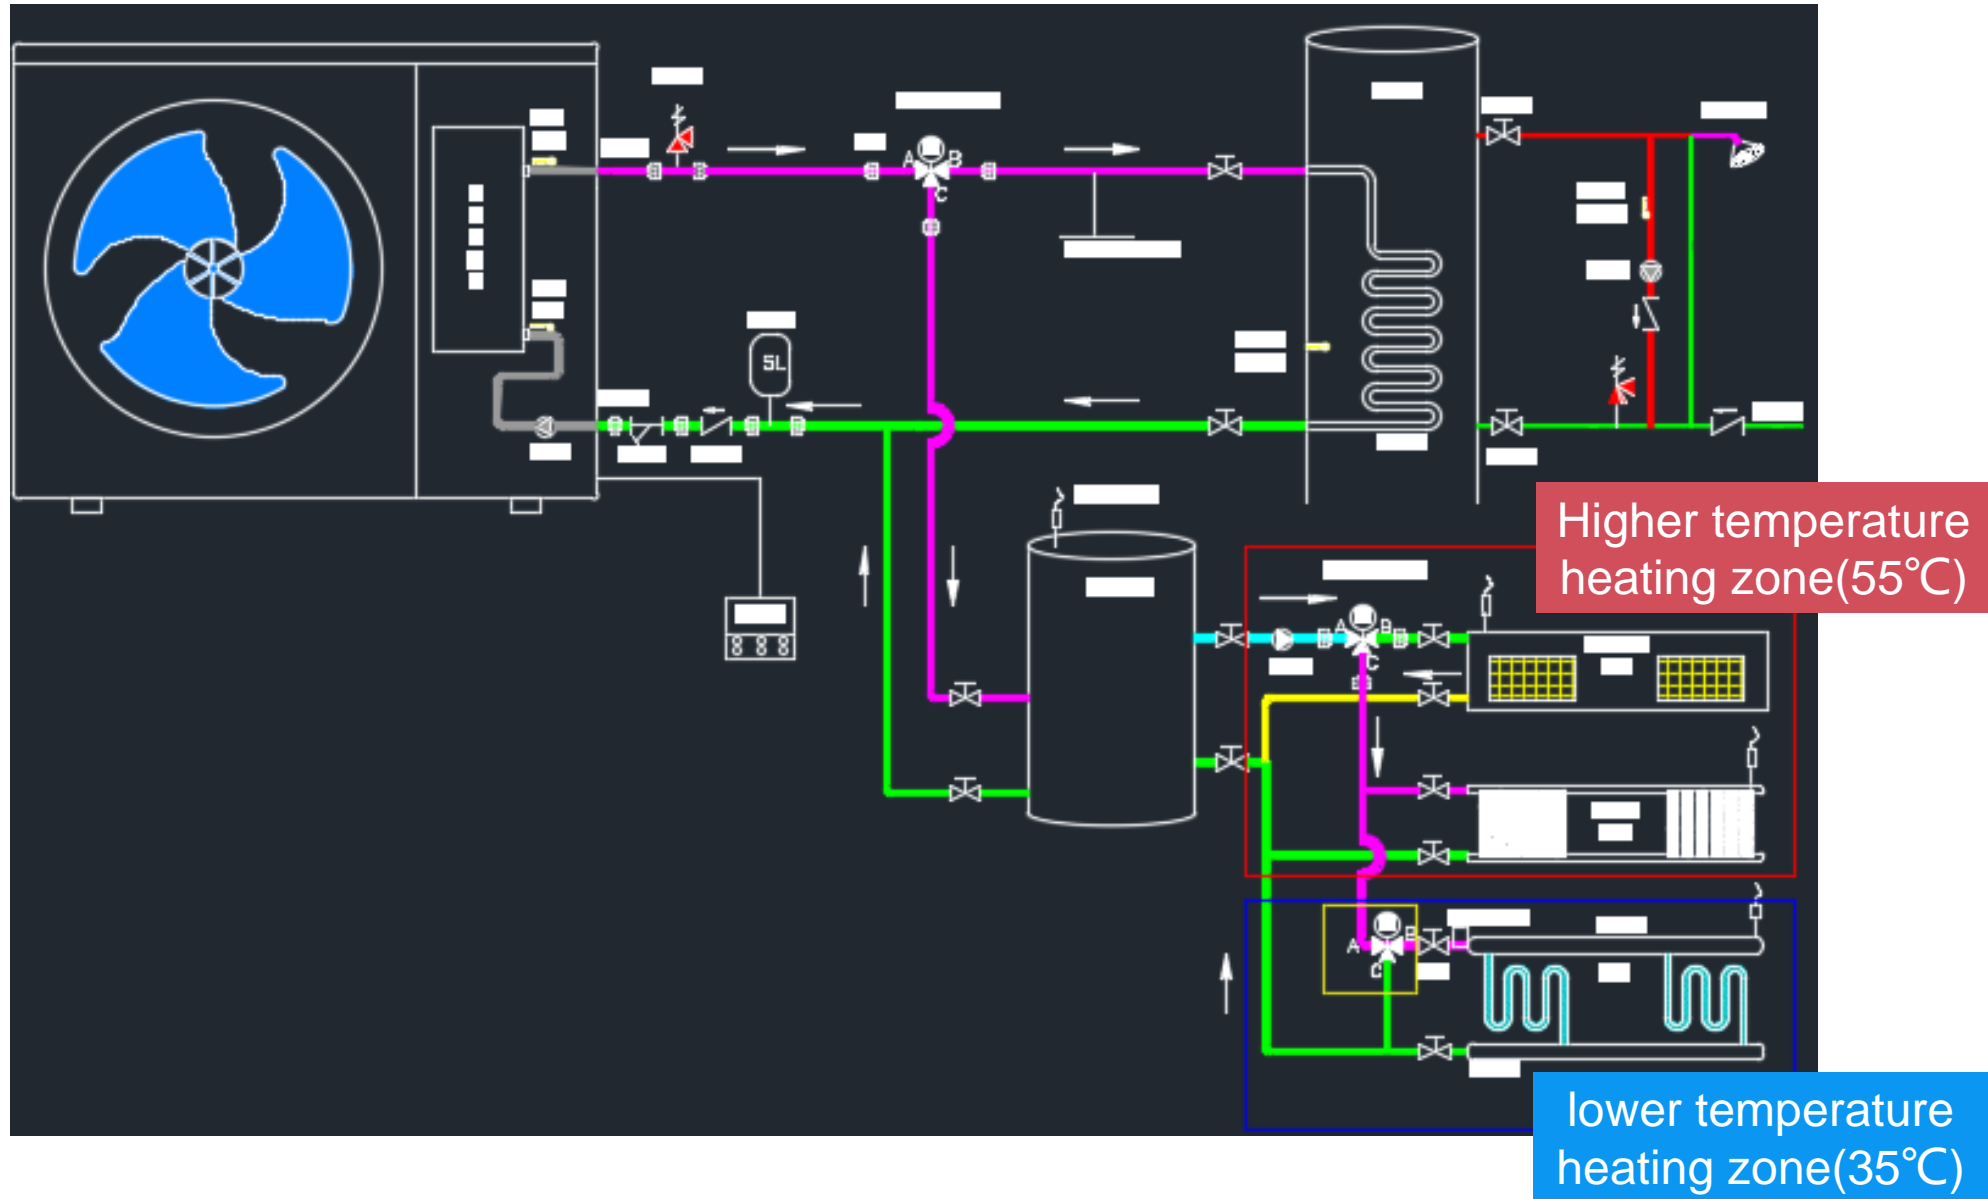 A
B
C
5L
Higher temperature
heating zone(55℃)
A
B
C
A
B
C
lower temperature
heating zone(35℃)